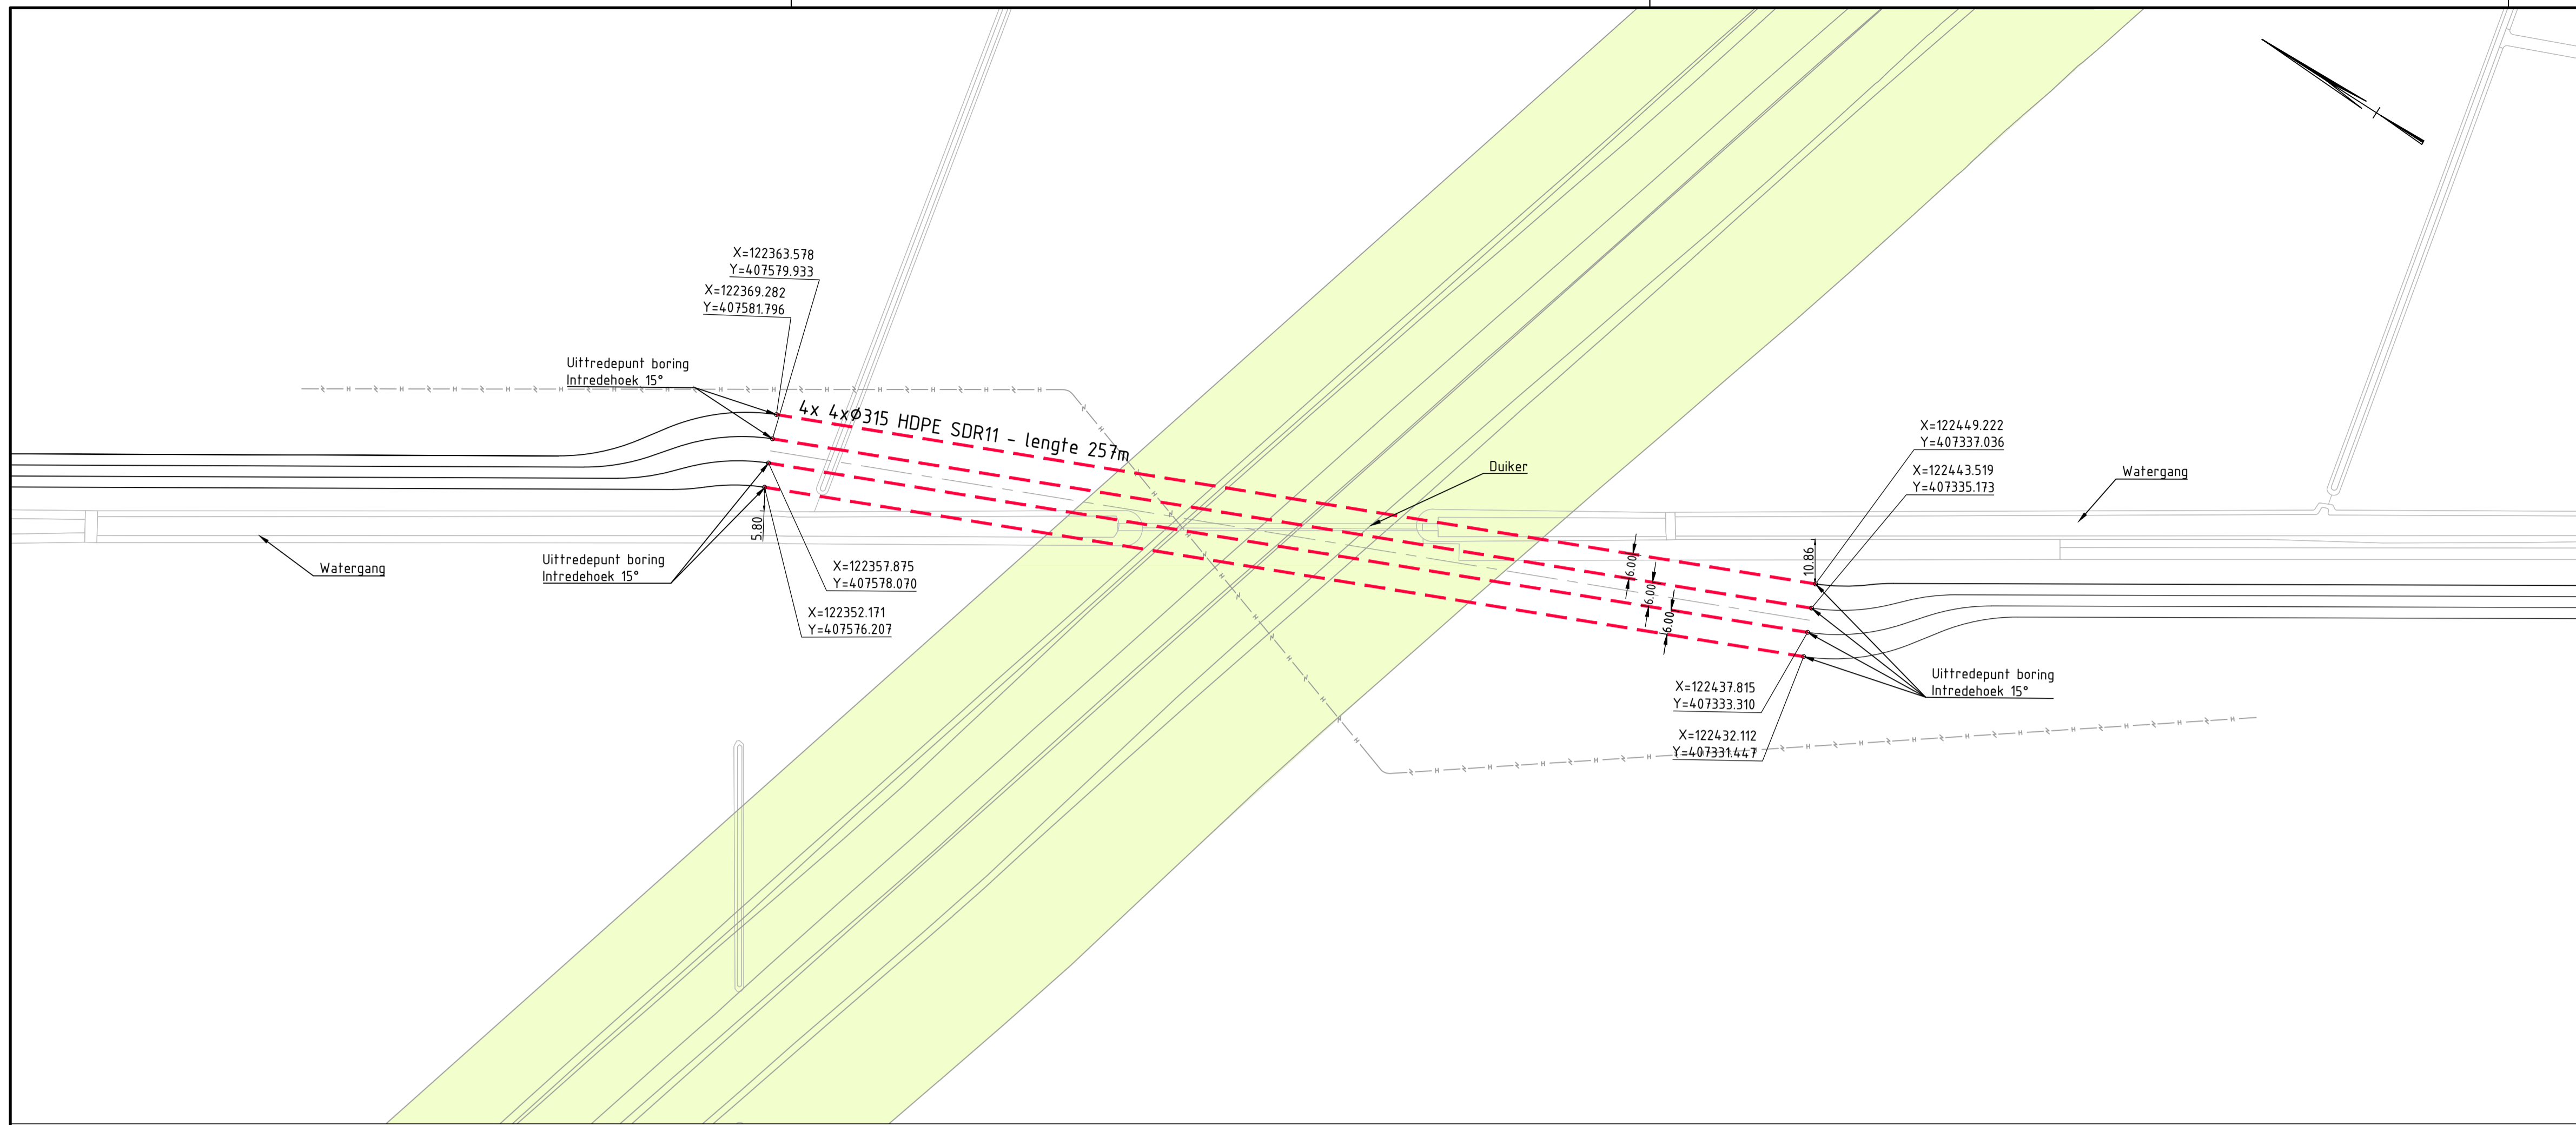 X=122363.578
Y=407579.933
X=122369.282
Y=407581.796
Uittredepunt boring
Intredehoek 15°
4x 4xØ315 HDPE SDR11 - lengte 257m
5.80
Watergang
Uittredepunt boring
Intredehoek 15°
X=122357.875
Y=407578.070
X=122352.171
Y=407576.207
Duiker
X=122449.222
Y=407337.036
X=122443.519
Y=407335.173
Watergang
6.00
6.00
6.00
10.86
Uittredepunt boring
Intredehoek 15°
X=122437.815
Y=407333.310
X=122432.112
Y=407331.447